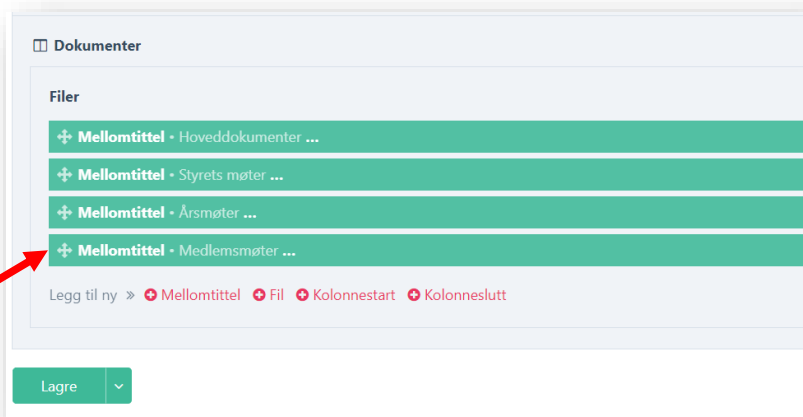 Dokumenter
Filer
Mellomtittel • Hoveddokumenter ...
Mellomtittel • Styrets møter ...
Mellomtittel • Årsmøter ...
Mellomtittel • Medlemsmøter ...
Legg til ny » Mellomtittel Fil Kolonnestart Kolonneslutt
Lagre